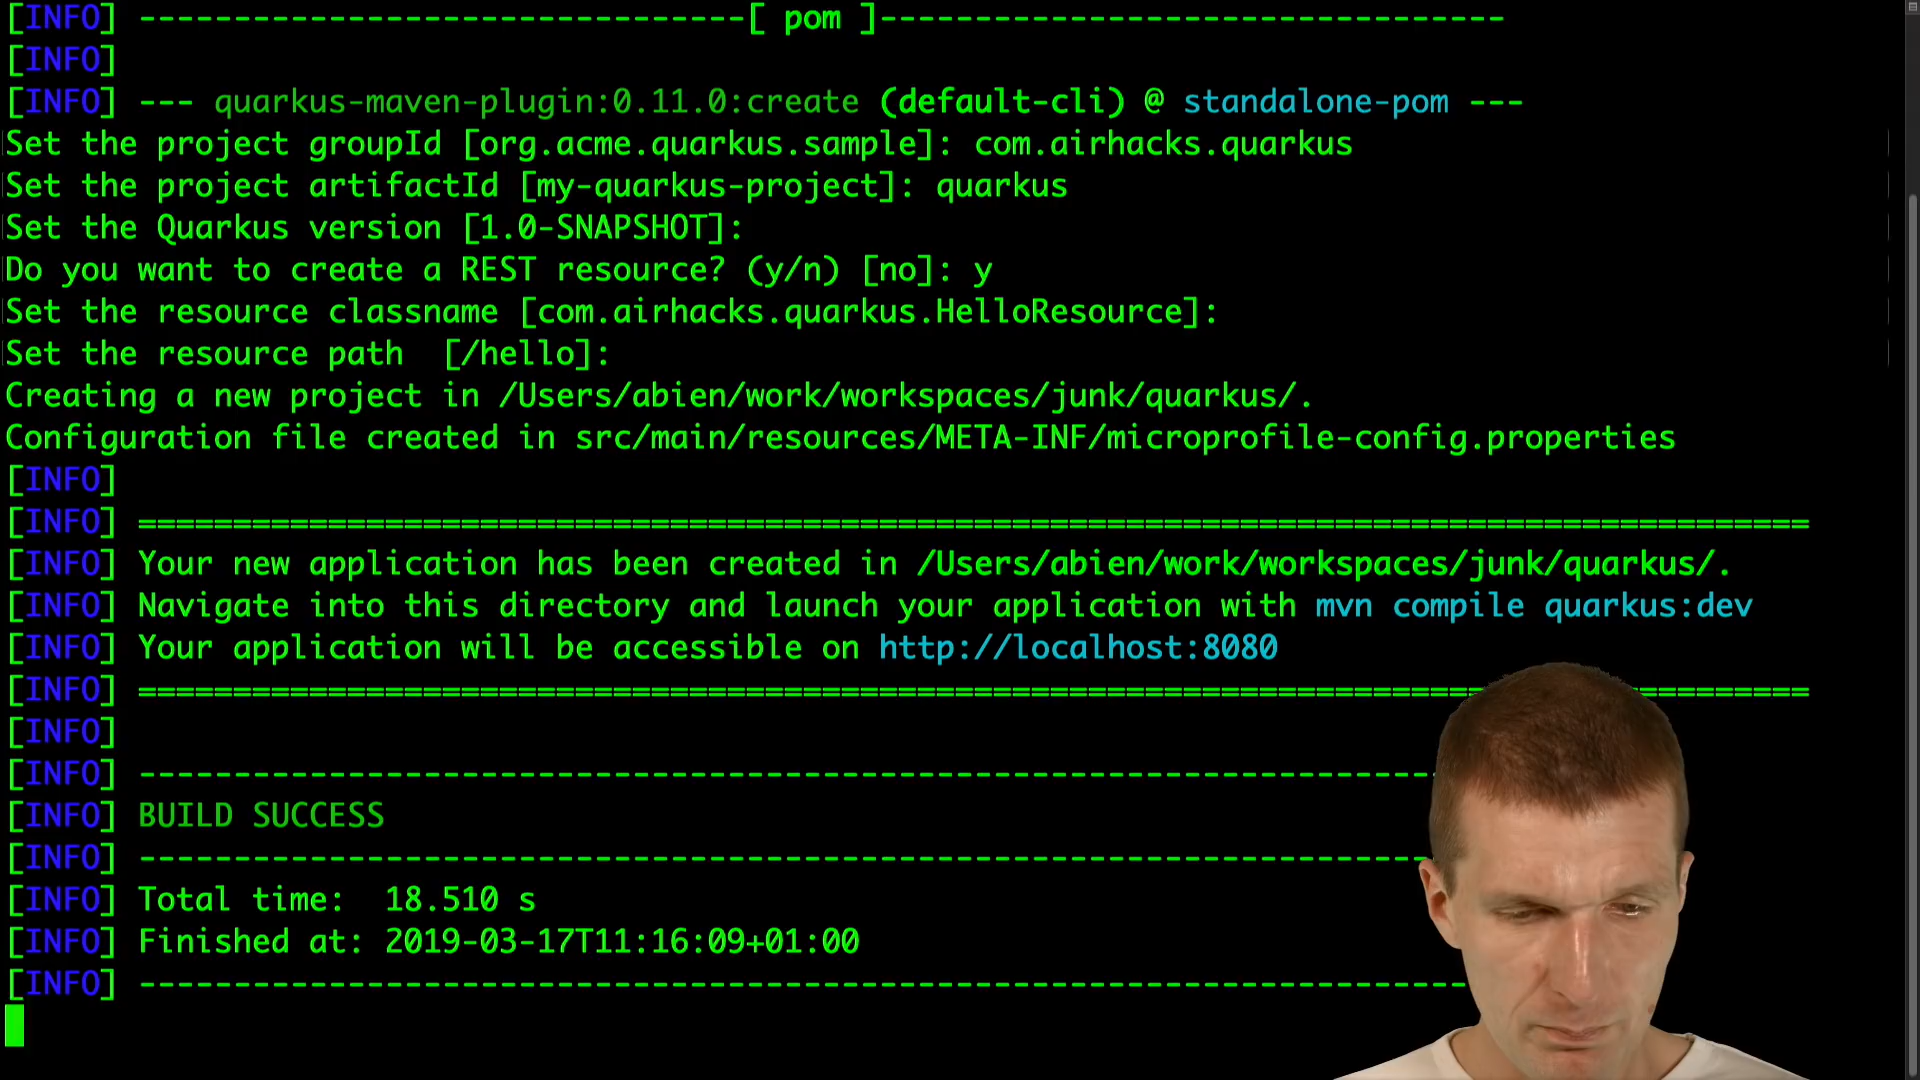 [INFO] --------------------------------[ pom ]---------------------------------
[INFO]
[INFO] --- quarkus-maven-plugin:0.11.0:create (default-cli) @ standalone-pom ---
Set the project groupId [org.acme.quarkus.sample]: com.airhacks.quarkus
Set the project artifactId [my-quarkus-project]: quarkus
Set the Quarkus version [1.0-SNAPSHOT]:
Do you want to create a REST resource? (y/n) [no]: y
Set the resource classname [com.airhacks.quarkus.HelloResource]:
Set the resource path  [/hello]:
Creating a new project in /Users/abien/work/workspaces/junk/quarkus/.
Configuration file created in src/main/resources/META-INF/microprofile-config.properties
[INFO]
[INFO] ========================================================================================
[INFO] Your new application has been created in /Users/abien/work/workspaces/junk/quarkus/.
[INFO] Navigate into this directory and launch your application with mvn compile quarkus:dev
[INFO] Your application will be accessible on http://localhost:8080
[INFO] ========================================================================================
[INFO]
[INFO] --------------------------------------------------------------------
[INFO] BUILD SUCCESS
[INFO] --------------------------------------------------------------------
[INFO] Total time:  18.510 s
[INFO] Finished at: 2019-03-17T11:16:09+01:00
[INFO] ----------------------------------------------------------------------